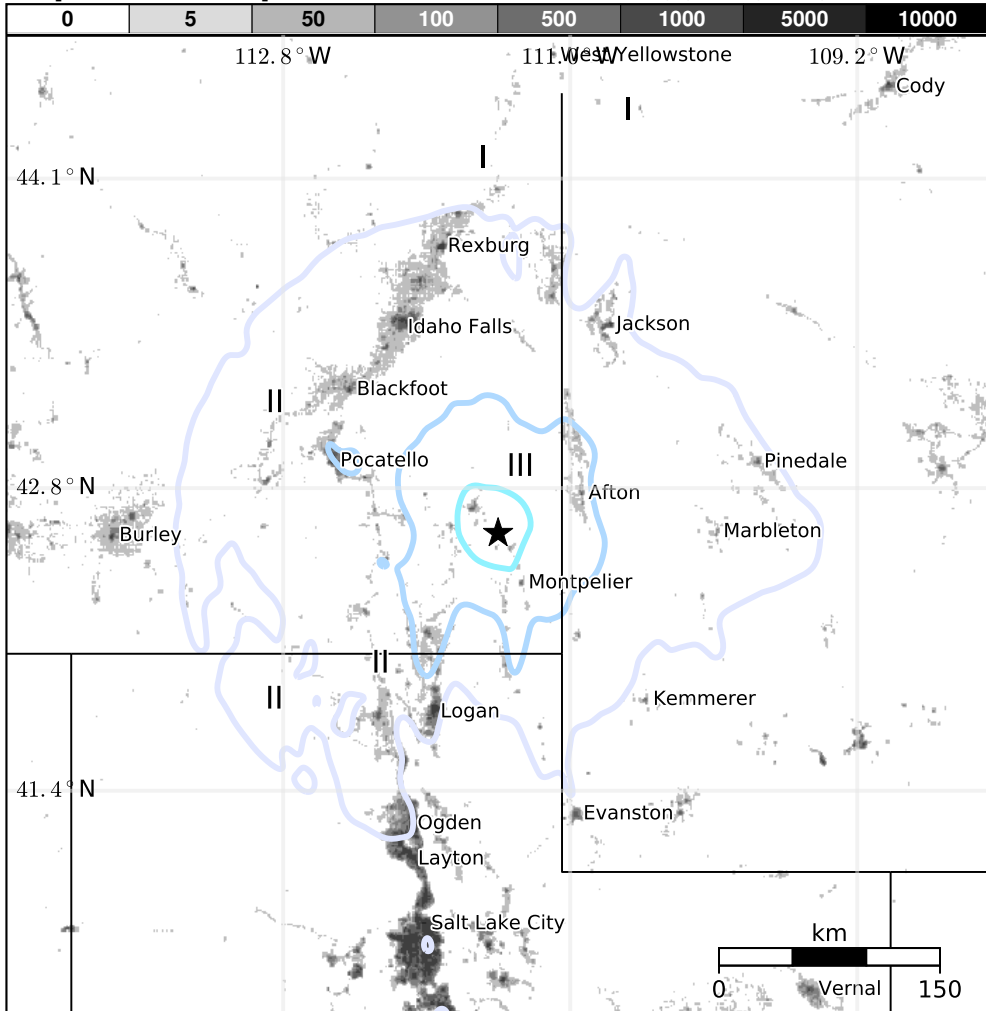 0 5 50 100 500 1000 5000 10000
112.8°W 111.0°W West Yellowstone 109.2°W
Cody
I
I
44.1°N
Rexburg
Jackson
Idaho Falls
Blackfoot
II
Pocatello
III
Pinedale
42.8°N
Afton
Burley
Marbleton
Montpelier
II
II
Kemmerer
Logan
41.4°N
Evanston
Ogden
Layton
Salt Lake City
km
0 Vernal 150